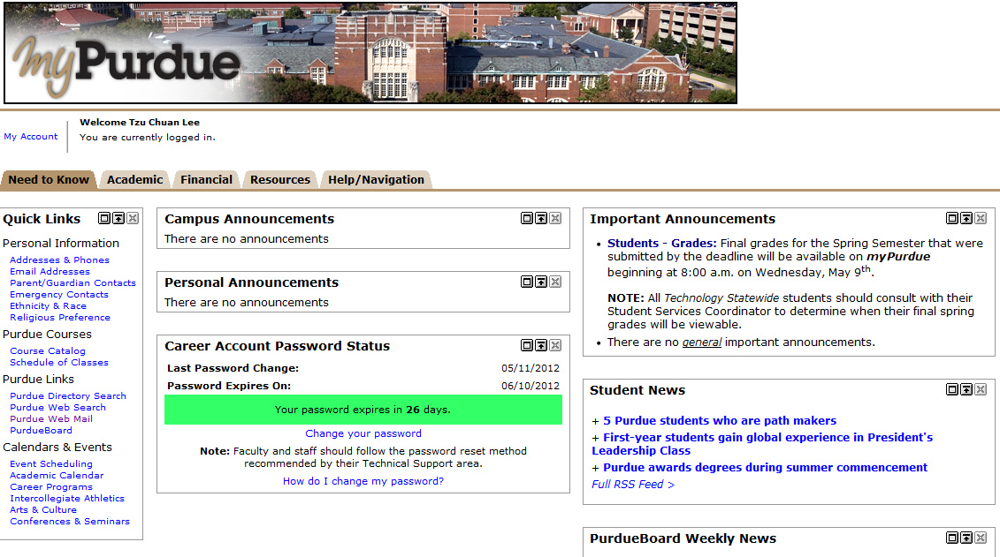 myPurdue
My Account
Welcome Tzu Chuan Lee
You are currently logged in.
Need to Know
Academic
Financial
Resources
Help/Navigation
Quick Links
Personal Information
Addresses & Phones
Email Addresses
Parent/Guardian Contacts
Emergency Contacts
Ethnicity & Race
Religious Preference
Purdue Courses
Course Catalog
Schedule of Classes
Purdue Links
Purdue Directory Search
Purdue Web Search
Purdue Web Mail
PurdueBoard
Calendars & Events
Event Scheduling
Academic Calendar
Career Programs
Intercollegiate Athletics
Arts & Culture
Conferences & Seminars
Campus Announcements
There are no announcements
Personal Announcements
There are no announcements
Career Account Password Status
Last Password Change: 05/11/2012
Password Expires On: 06/10/2012
Your password expires in 26 days.
Change your password
Note: Faculty and staff should follow the password reset method
recommended by their Technical Support area.
How do I change my password?
Important Announcements
• Students - Grades: Final grades for the Spring Semester that were
submitted by the deadline will be available on myPurdue
beginning at 8:00 a.m. on Wednesday, May 9th.
NOTE: All Technology Statewide students should consult with their
Student Services Coordinator to determine when their final spring
grades will be viewable.
• There are no general important announcements.
Student News
+ 5 Purdue students who are path makers
+ First-year students gain global experience in President's
Leadership Class
+ Purdue awards degrees during summer commencement
Full RSS Feed >
PurdueBoard Weekly News